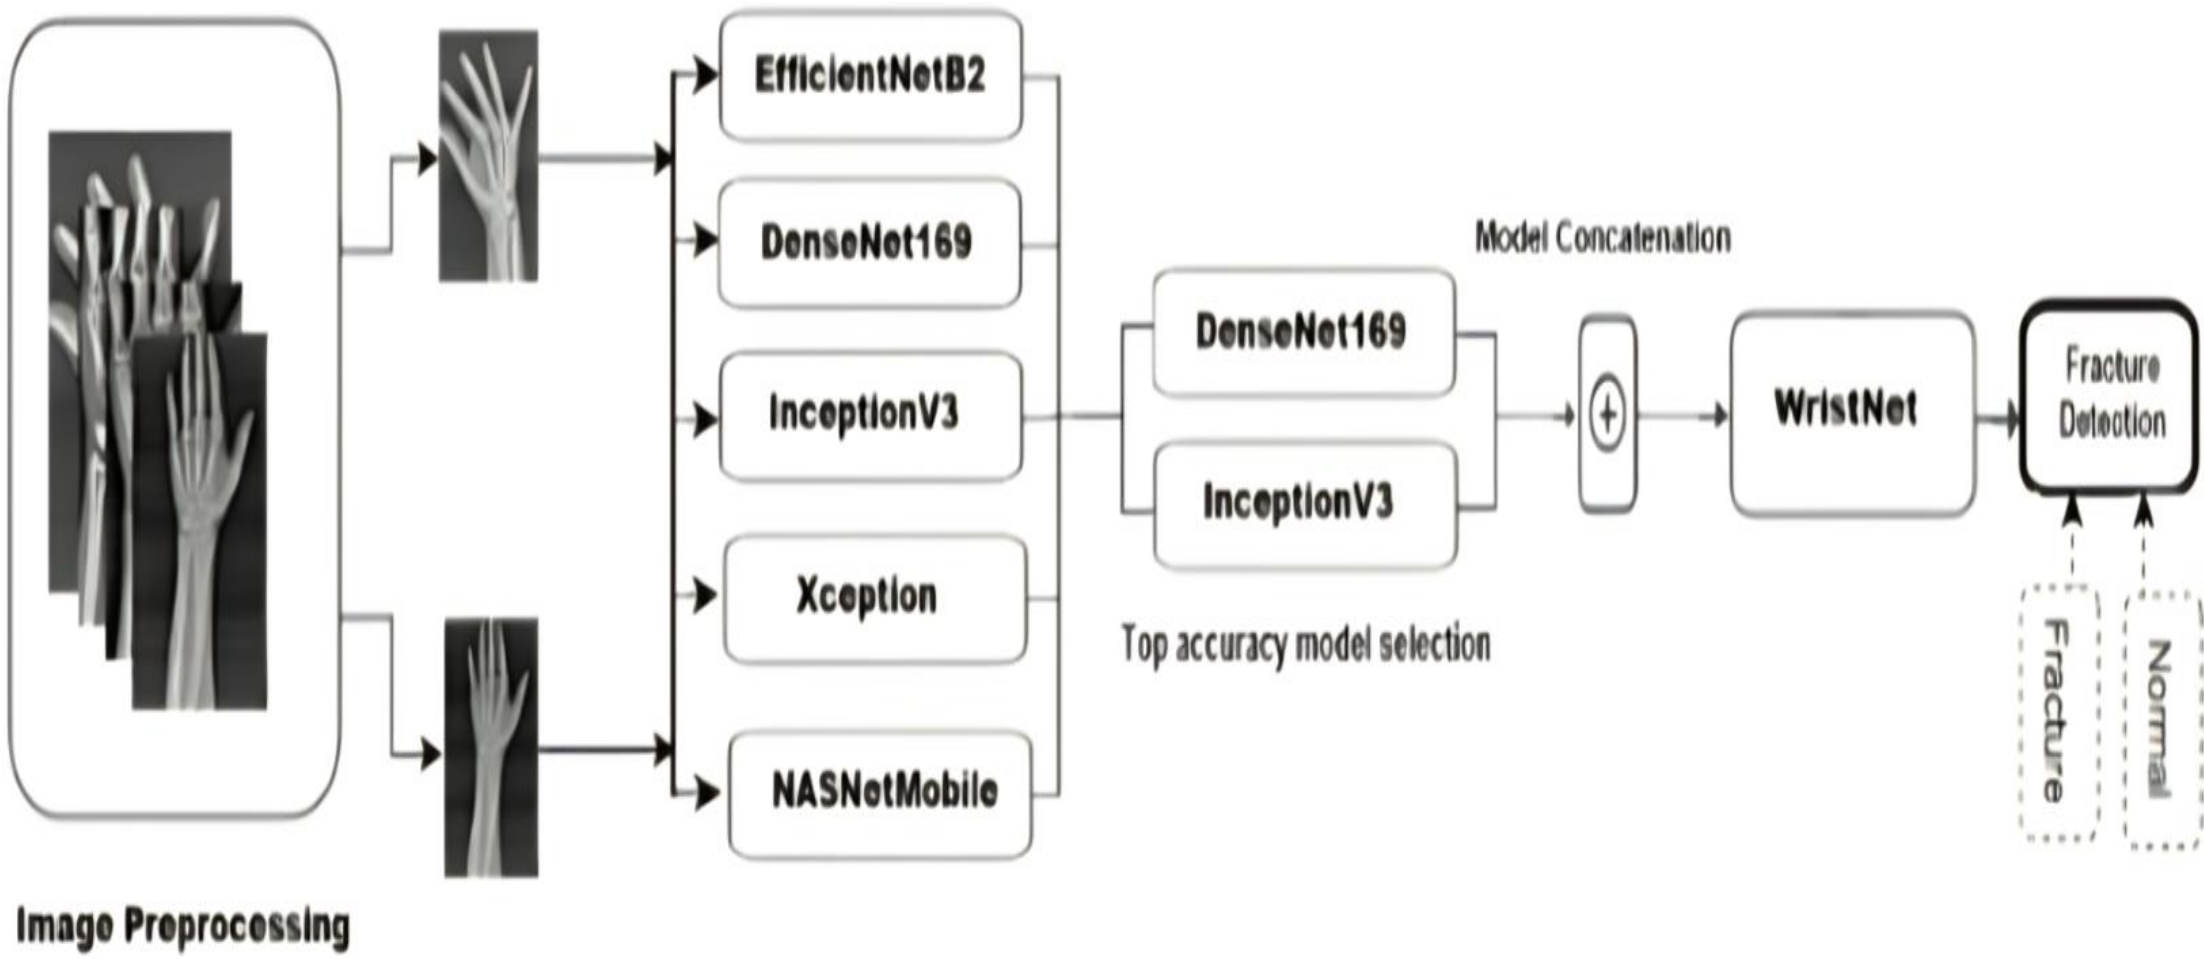 EfficientNetB2
DenseNet169
InceptionV3
Xception
NASNetMobile
Image Preprocessing
DenseNet169
InceptionV3
Top accuracy model selection
Model Concatenation
+
WristNet
Fracture
Detection
Fracture
Normal